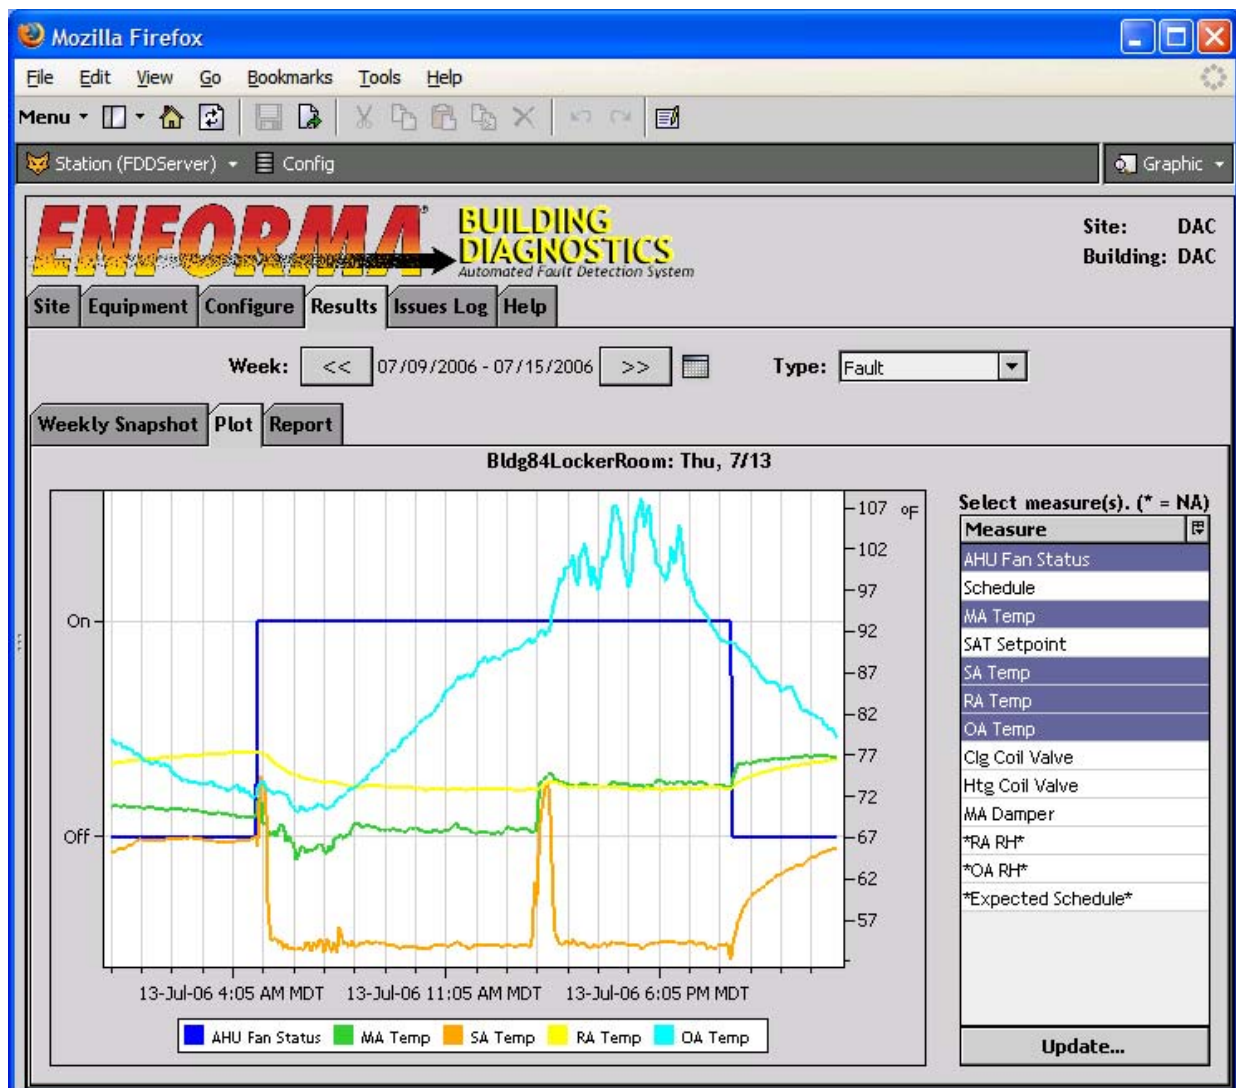 Mozilla Firefox
File Edit View Go Bookmarks Tools Help
Menu
Station (FDDServer) Config Graphic
ENFORMA® BUILDING DIAGNOSTICS
Automated Fault Detection System
Site: DAC
Building: DAC
Site Equipment Configure Results Issues Log Help
Week: << 07/09/2006 - 07/15/2006 >> Type: Fault
Weekly Snapshot Plot Report
Bldg84LockerRoom: Thu, 7/13
On
Off
107 °F
102
97
92
87
82
77
72
67
62
57
13-Jul-06 4:05 AM MDT 13-Jul-06 11:05 AM MDT 13-Jul-06 6:05 PM MDT
AHU Fan Status MA Temp SA Temp RA Temp OA Temp
Select measure(s). (* = NA)
Measure
AHU Fan Status
Schedule
MA Temp
SAT Setpoint
SA Temp
RA Temp
OA Temp
Clg Coil Valve
Htg Coil Valve
MA Damper
*RA RH*
*OA RH*
*Expected Schedule*
Update...